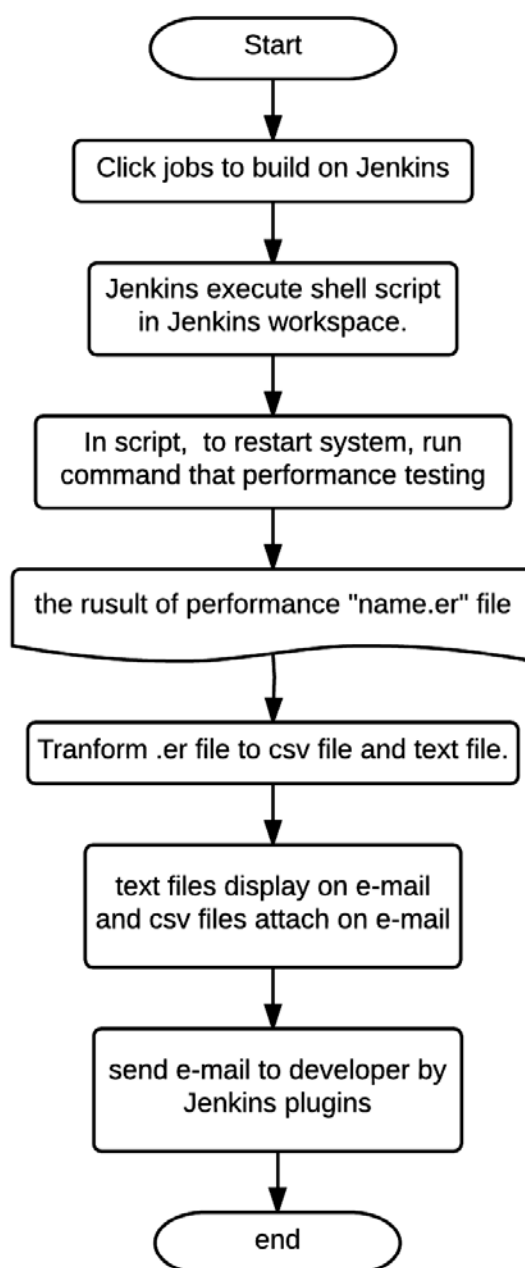 Start
Click jobs to build on Jenkins
Jenkins execute shell script
in Jenkins workspace.
In script,  to restart system, run
command that performance testing
the rusult of performance "name.er" file
Tranform .er file to csv file and text file.
text files display on e-mail
and csv files attach on e-mail
send e-mail to developer by
Jenkins plugins
end